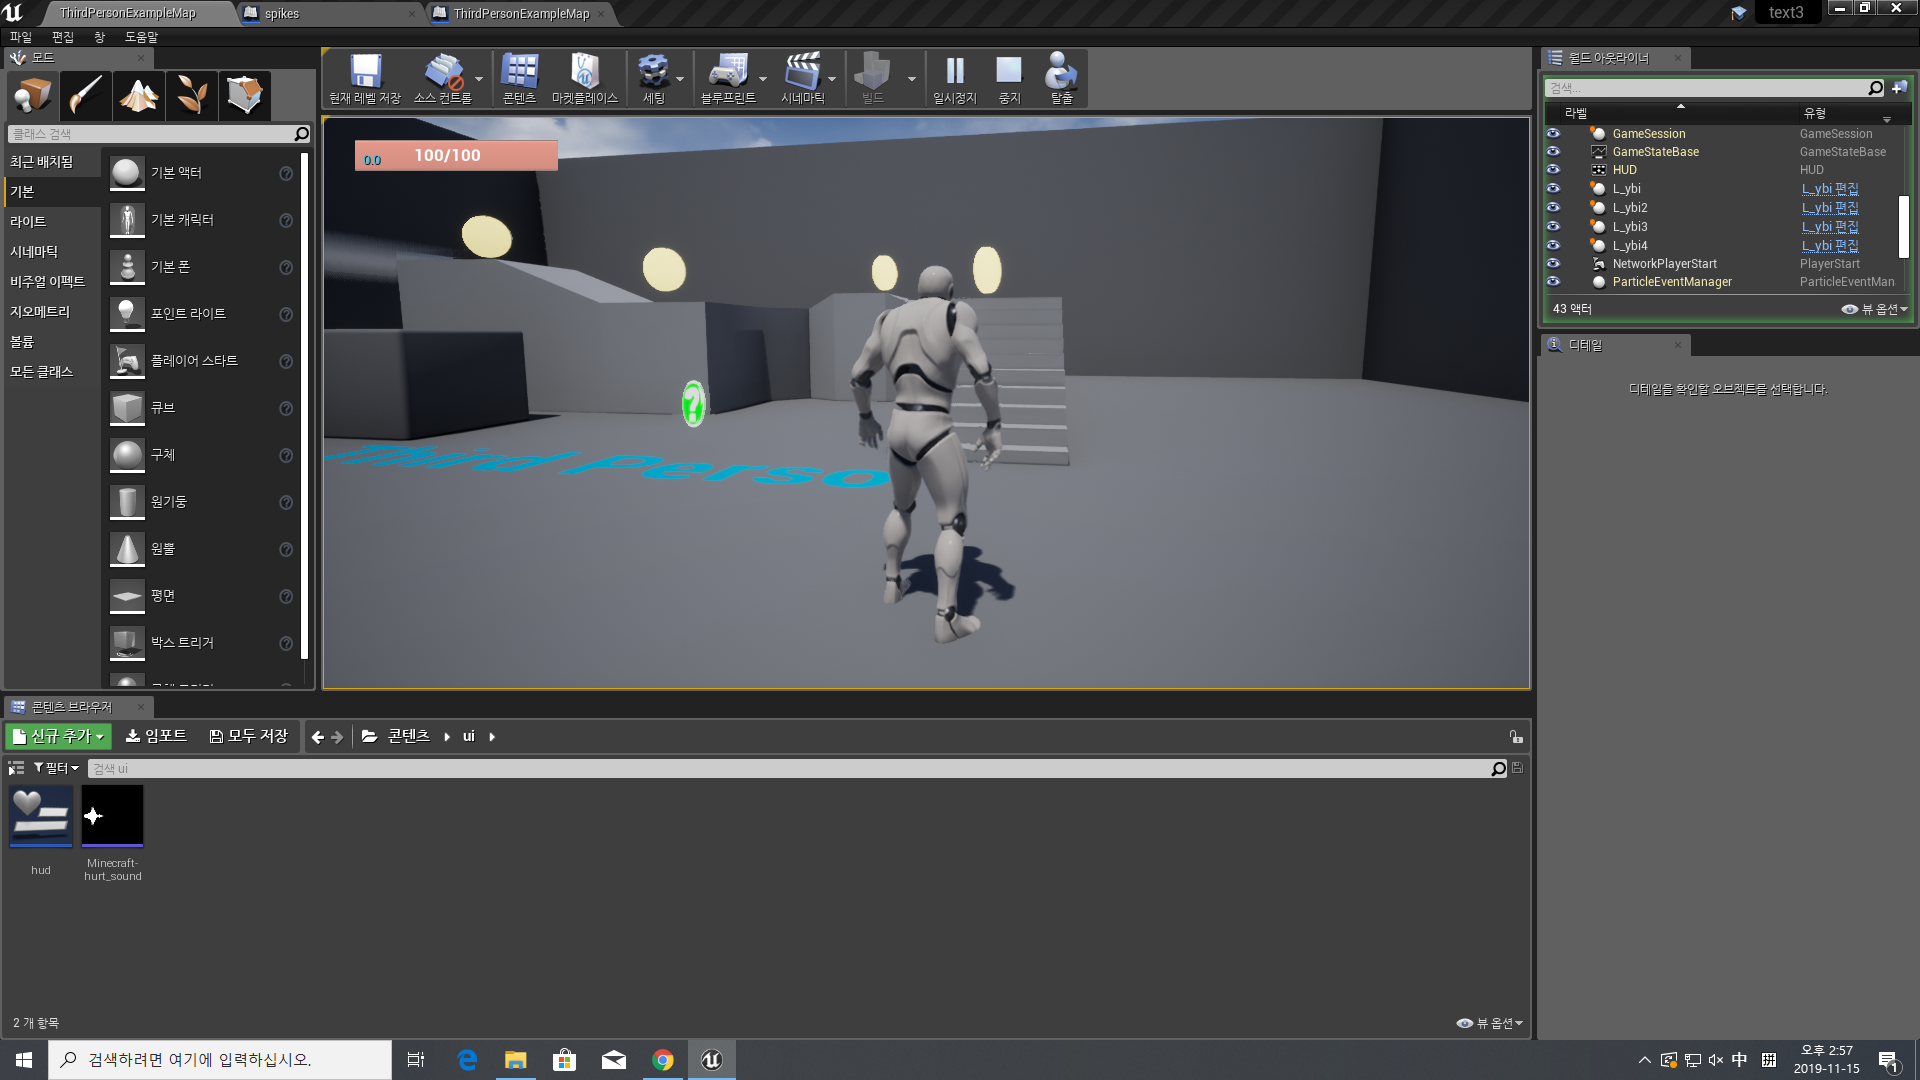 ThirdPersonExampleMap
spikes
ThirdPersonExampleMap
text3
파일 편집 창 도움말
모드
클래스 검색
최근 배치됨
기본
라이트
시네마틱
비주얼 이펙트
지오메트리
볼륨
모든 클래스
기본 액터
기본 캐릭터
기본 폰
포인트 라이트
플레이어 스타트
큐브
구체
원기둥
원뿔
평면
박스 트리거
현재 레벨 저장
소스 컨트롤
콘텐츠
마켓플레이스
세팅
블루프린트
시네마틱
빌드
일시정지
중지
탈출
0.0 100/100
?
Third Perso
월드 아웃라이너
검색...
라벨 유형
GameSession GameSession
GameStateBase GameStateBase
HUD HUD
L_ybi L_ybi 편집
L_ybi2 L_ybi 편집
L_ybi3 L_ybi 편집
L_ybi4 L_ybi 편집
NetworkPlayerStart PlayerStart
ParticleEventManager ParticleEventMan
43 액터 뷰 옵션
디테일
디테일을 확인할 오브젝트를 선택합니다.
콘텐츠 브라우저
신규 추가 임포트 모두 저장 콘텐츠 ui
필터 검색 ui
hud
Minecraft-
hurt_sound
2 개 항목 뷰 옵션
검색하려면 여기에 입력하십시오.
中
오후 2:57
2019-11-15
1